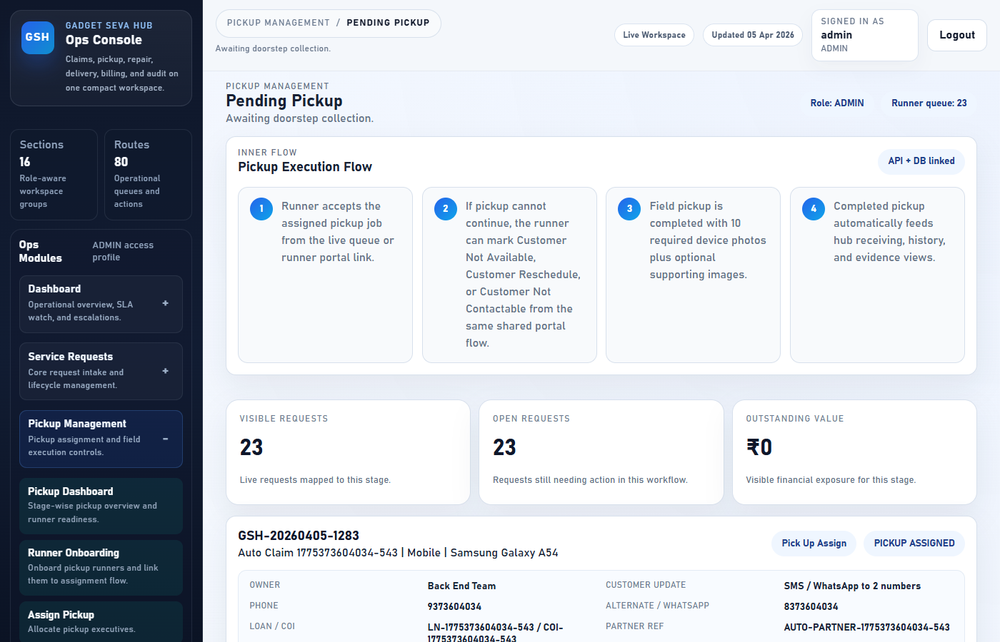 GSH
GADGET SEVA HUB
Ops Console
Claims, pickup, repair,
delivery, billing, and audit on
one compact workspace.
Sections
16
Role-aware
workspace
groups
Routes
80
Operational
queues and
actions
Ops
Modules
ADMIN access
profile
Dashboard
Operational overview, SLA
watch, and escalations.
+
Service Requests
Core request intake and
lifecycle management.
+
Pickup Management
Pickup assignment and field
execution controls.
−
Pickup Dashboard
Stage-wise pickup overview and
runner readiness.
Runner Onboarding
Onboard pickup runners and link
them to assignment flow.
Assign Pickup
Allocate pickup executives.
PICKUP MANAGEMENT / PENDING PICKUP
Awaiting doorstep collection.
Live Workspace
Updated 05 Apr 2026
SIGNED IN AS
admin
ADMIN
Logout
PICKUP MANAGEMENT
Pending Pickup
Awaiting doorstep collection.
Role: ADMIN
Runner queue: 23
INNER FLOW
Pickup Execution Flow
API + DB linked
1
Runner accepts the
assigned pickup job
from the live queue or
runner portal link.
2
If pickup cannot
continue, the runner
can mark Customer
Not Available,
Customer Reschedule,
or Customer Not
Contactable from the
same shared portal
flow.
3
Field pickup is
completed with 10
required device photos
plus optional
supporting images.
4
Completed pickup
automatically feeds
hub receiving, history,
and evidence views.
VISIBLE REQUESTS
23
Live requests mapped to this stage.
OPEN REQUESTS
23
Requests still needing action in this workflow.
OUTSTANDING VALUE
₹0
Visible financial exposure for this stage.
GSH-20260405-1283
Auto Claim 1775373604034-543 | Mobile | Samsung Galaxy A54
Pick Up Assign
PICKUP ASSIGNED
OWNER
Back End Team
CUSTOMER UPDATE
SMS / WhatsApp to 2 numbers
PHONE
9373604034
ALTERNATE / WHATSAPP
8373604034
LOAN / COI
LN-1775373604034-543 / COI-
1775373604034-543
PARTNER REF
AUTO-PARTNER-1775373604034-543